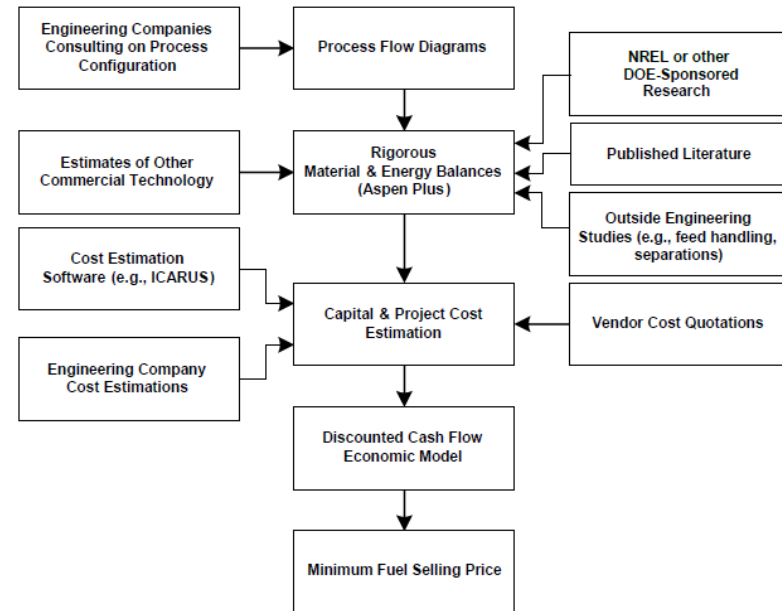 Engineering Companies
Consulting on Process
Configuration
Process Flow Diagrams
NREL or other
DOE-Sponsored
Research
Estimates of Other
Commercial Technology
Rigorous
Material & Energy Balances
(Aspen Plus)
Published Literature
Outside Engineering
Studies (e.g., feed handling,
separations)
Cost Estimation
Software (e.g., ICARUS)
Capital & Project Cost
Estimation
Vendor Cost Quotations
Engineering Company
Cost Estimations
Discounted Cash Flow
Economic Model
Minimum Fuel Selling Price